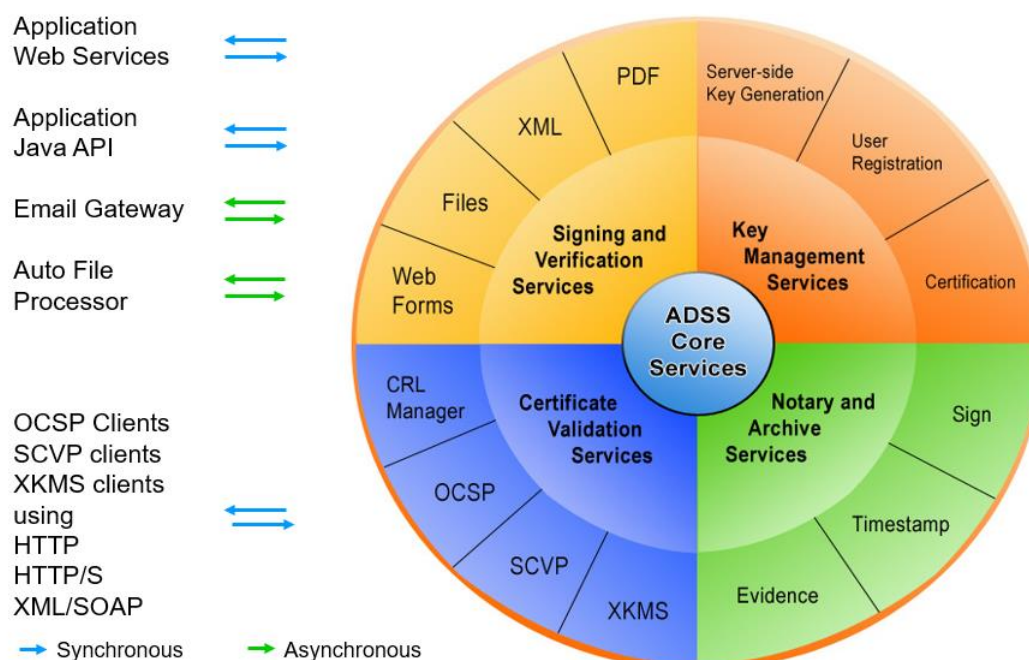 Application
Web Services
Application
Java API
Email Gateway
Auto File
Processor
OCSP Clients
SCVP clients
XKMS clients
using
HTTP
HTTP/S
XML/SOAP
Synchronous
Asynchronous
PDF
XML
Files
Web
Forms
Signing and
Verification
Services
Server-side
Key Generation
User
Registration
Certification
Key
Management
Services
ADSS
Core
Services
CRL
Manager
OCSP
SCVP
XKMS
Certificate
Validation
Services
Notary and
Archive
Services
Sign
Timestamp
Evidence